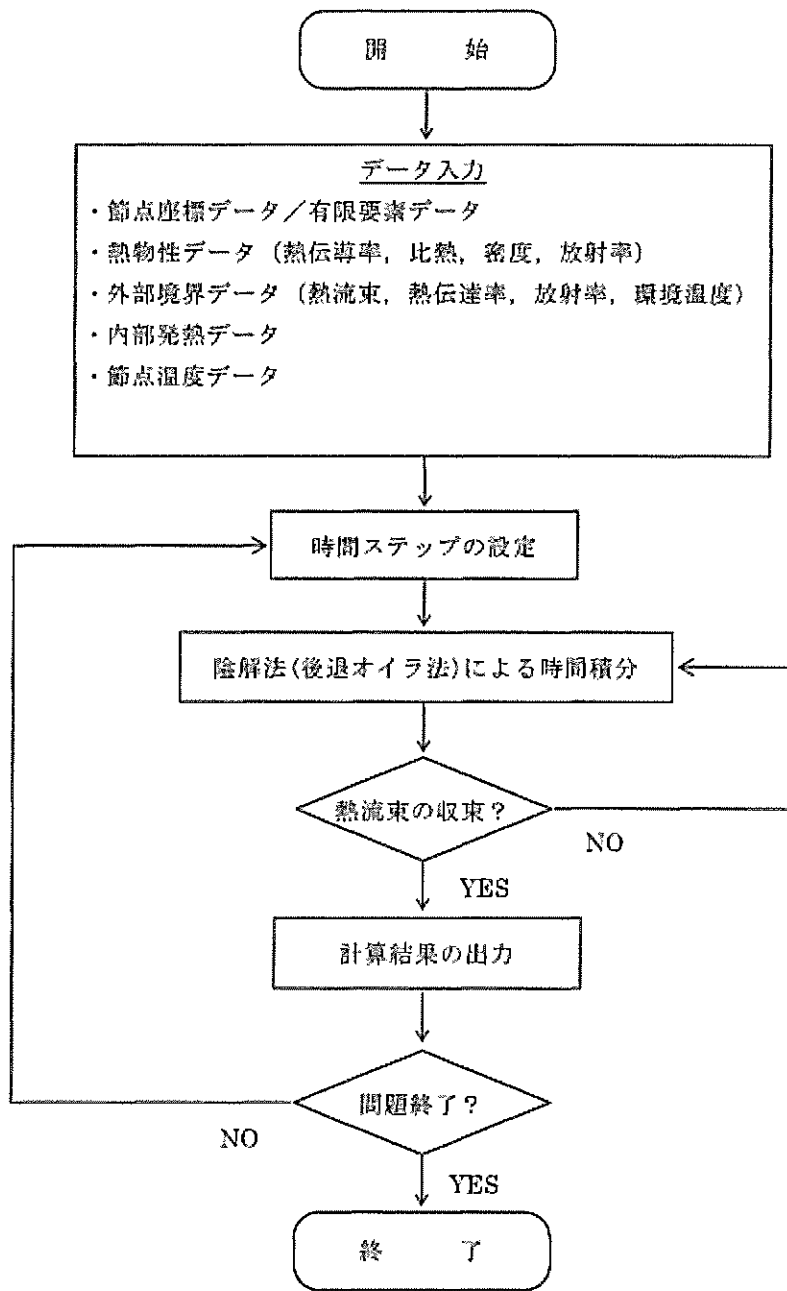 開　　始
データ入力
・節点座標データ／有限要素データ
・熱物性データ（熱伝導率，比熱，密度，放射率）
・外部境界データ（熱流束，熱伝達率，放射率，環境温度）
・内部発熱データ
・節点温度データ
時間ステップの設定
陰解法(後退オイラ法)による時間積分
熱流束の収束？
NO
YES
計算結果の出力
問題終了？
NO
YES
終　　了